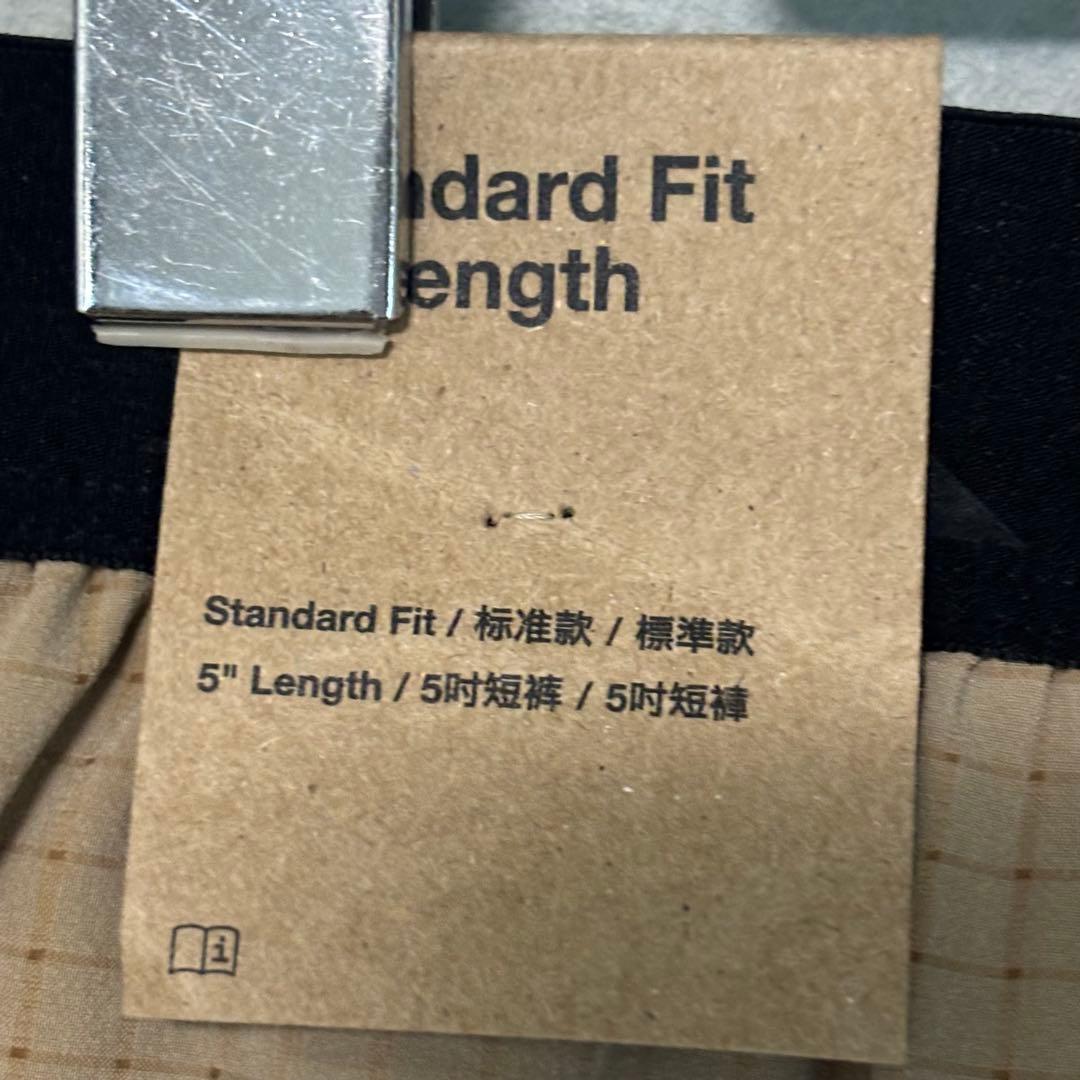 ndard Fit
ength
Standard Fit / 标准款 / 標準款
5" Length / 5吋短裤 / 5吋短褲
i